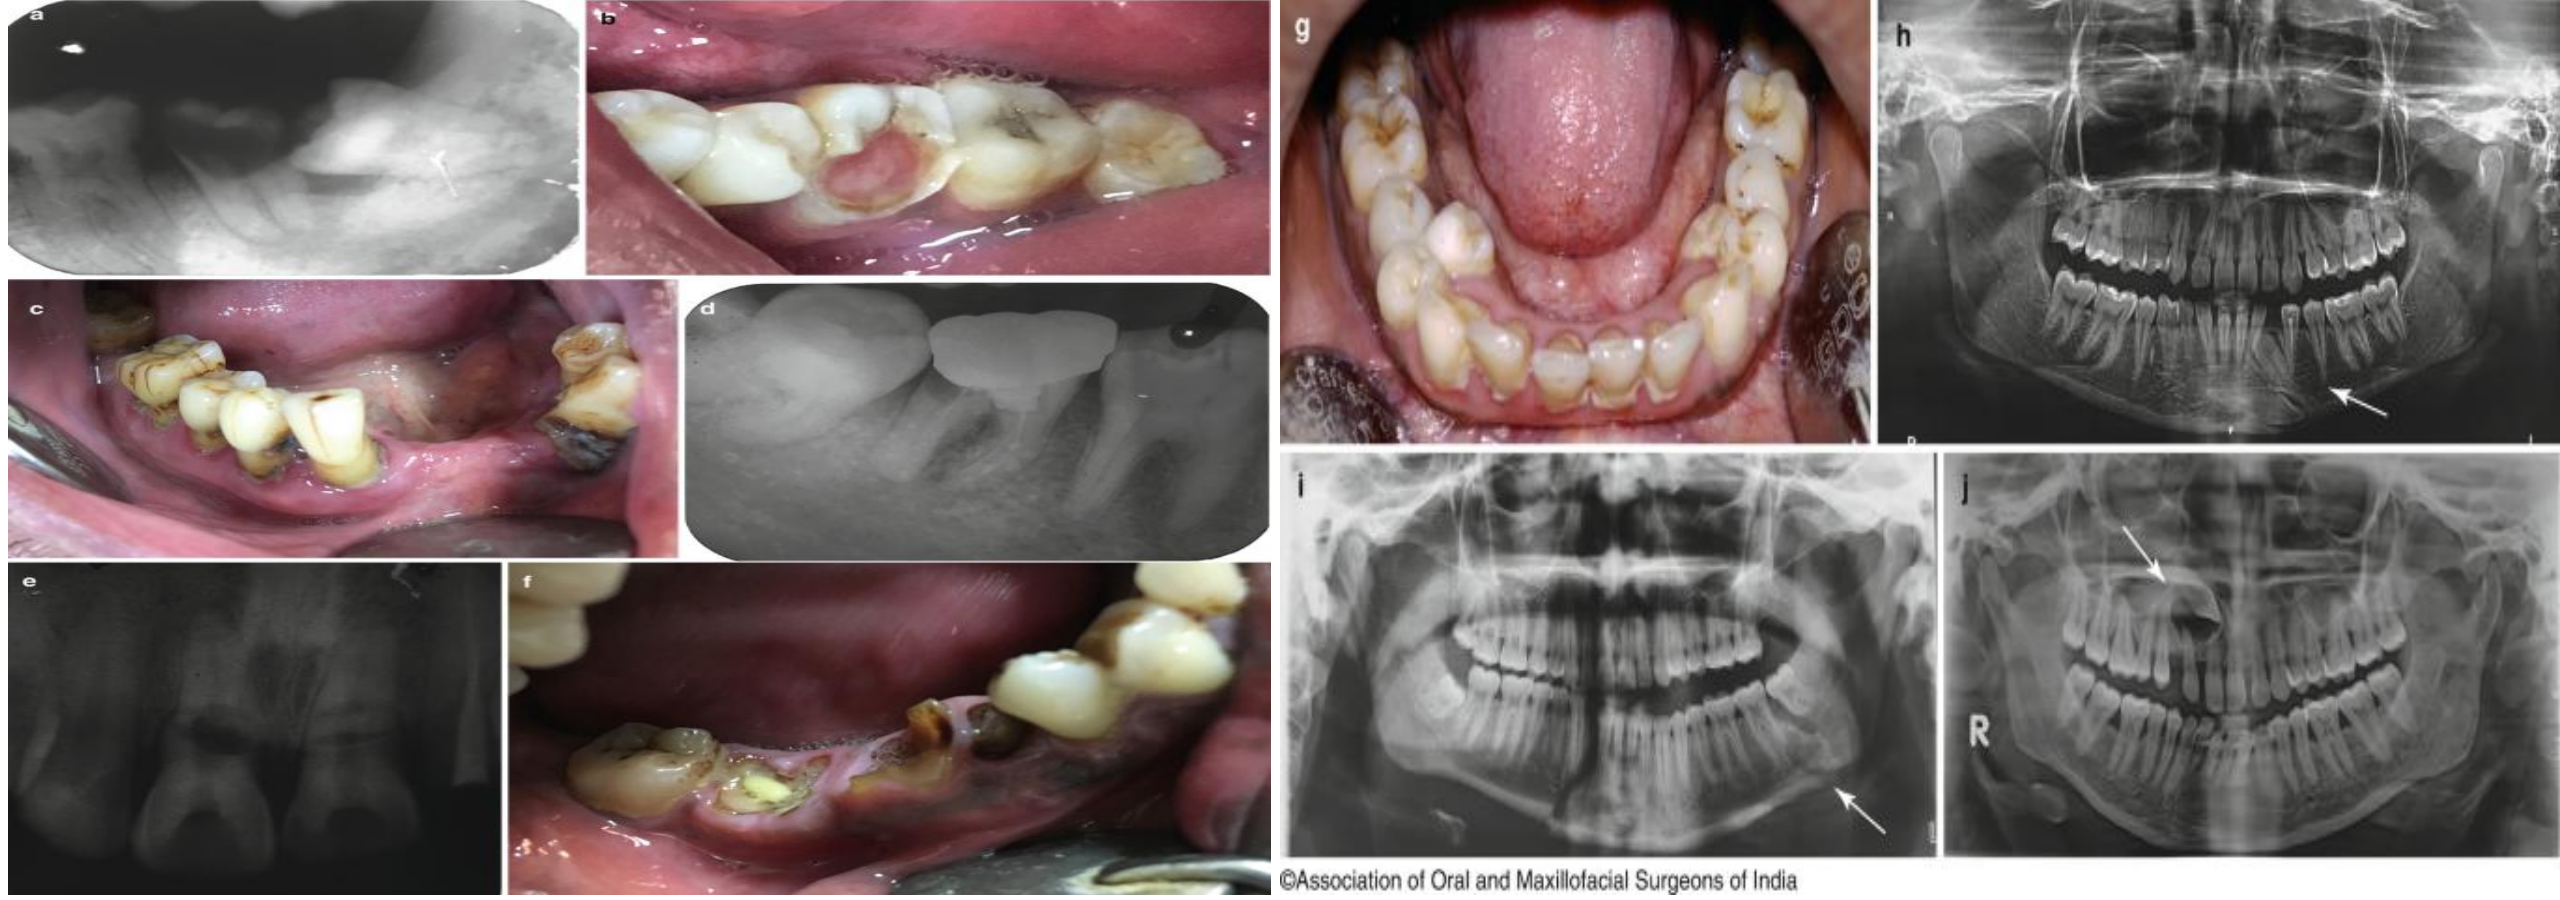 a
b
g
h
c
d
i
j
R
e
f
©Association of Oral and Maxillofacial Surgeons of India